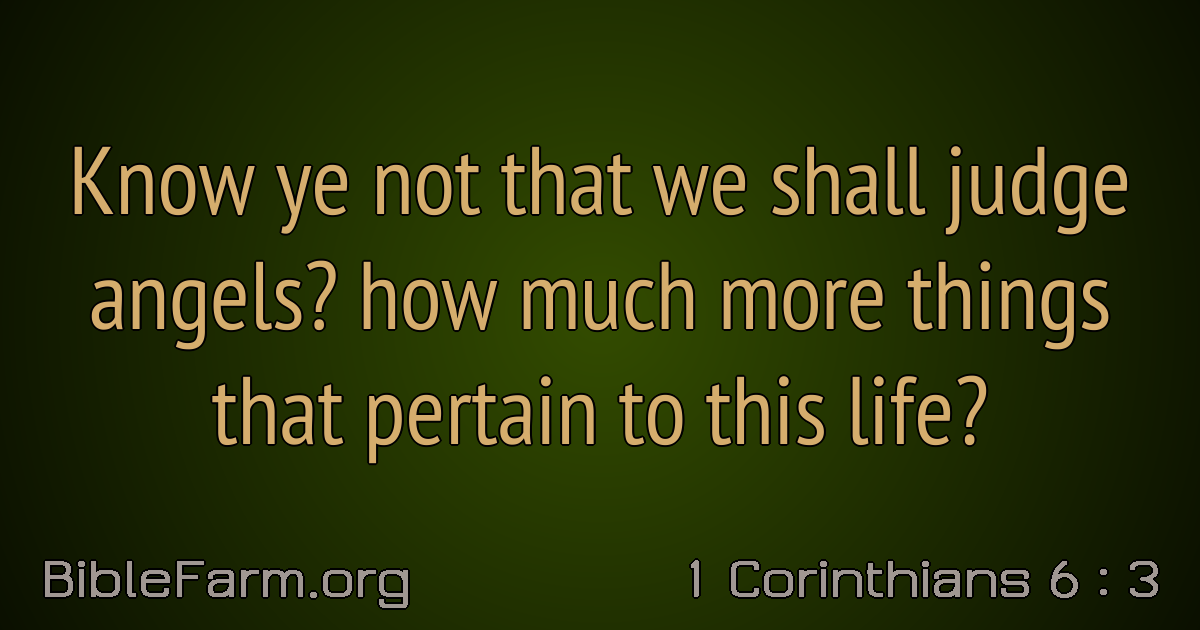 Know ye not that we shall judge
angels? how much more things
that pertain to this life?
BibleFarm.org
1 Corinthians 6 : 3